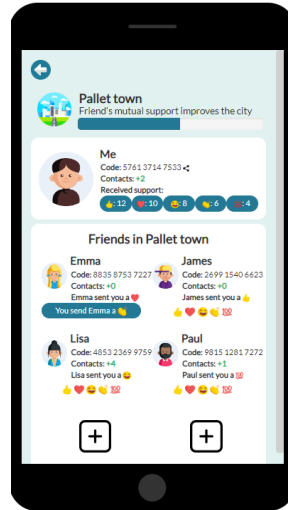 Pallet town
Friend's mutual support improves the city
Me
Code: 5761 3714 7533
Contacts: +2
Received support:
👍: 12 ❤️: 10 😂: 8 👏: 6 💯: 4
Friends in Pallet town
Emma
Code: 8835 8753 7227
Contacts: +0
Emma sent you a ❤️
You send Emma a 👏
James
Code: 2699 1540 6623
Contacts: +0
James sent you a 👍
👍 ❤️ 😂 👏 💯
Lisa
Code: 4853 2369 9759
Contacts: +4
Lisa sent you a 😂
👍 ❤️ 😂 👏 💯
Paul
Code: 9815 1281 7272
Contacts: +1
Paul sent you a 💯
👍 ❤️ 😂 👏 💯